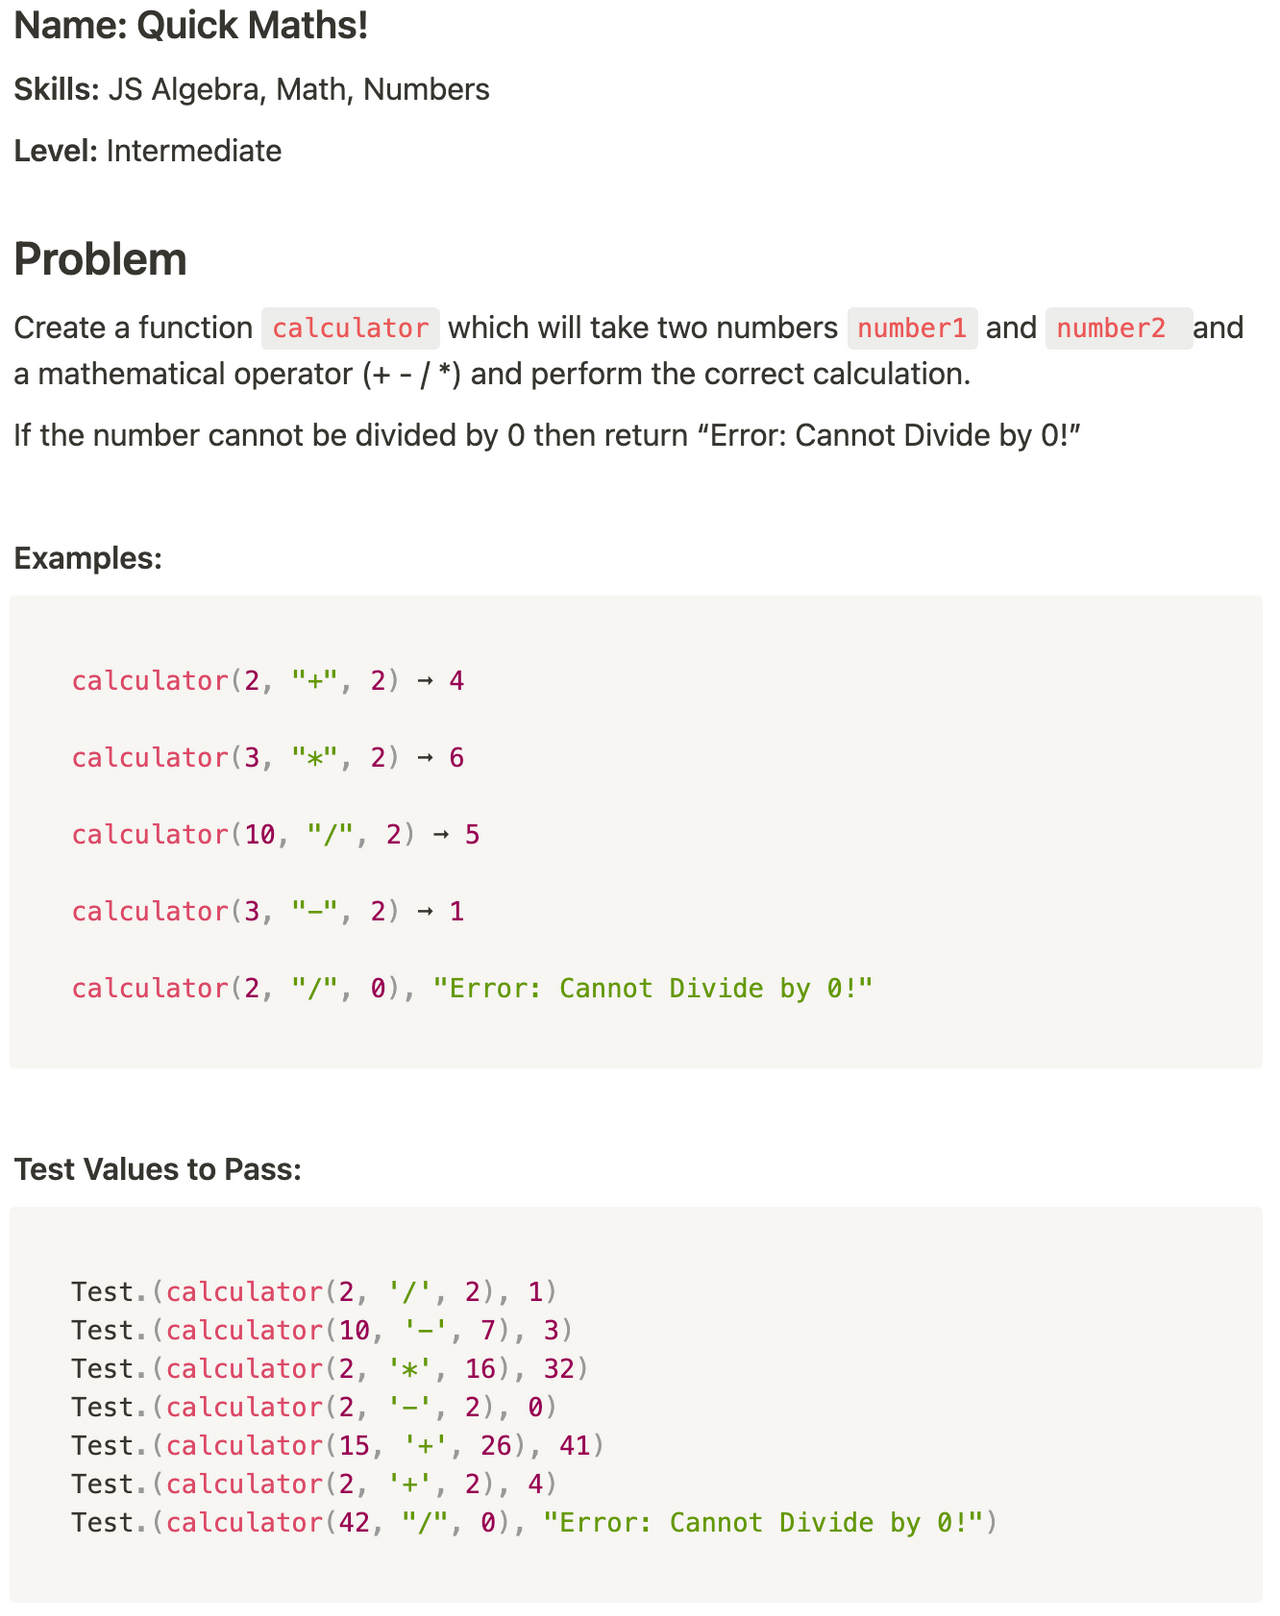 Name: Quick Maths!
Skills: JS Algebra, Math, Numbers
Level: Intermediate
Problem
Create a function calculator which will take two numbers number1 and number2 and
a mathematical operator (+ - / *) and perform the correct calculation.
If the number cannot be divided by 0 then return “Error: Cannot Divide by 0!”
Examples:
calculator(2, "+", 2) ➞ 4
calculator(3, "*", 2) ➞ 6
calculator(10, "/", 2) ➞ 5
calculator(3, "-", 2) ➞ 1
calculator(2, "/", 0), "Error: Cannot Divide by 0!"
Test Values to Pass:
Test.(calculator(2, '/', 2), 1)
Test.(calculator(10, '-', 7), 3)
Test.(calculator(2, '*', 16), 32)
Test.(calculator(2, '-', 2), 0)
Test.(calculator(15, '+', 26), 41)
Test.(calculator(2, '+', 2), 4)
Test.(calculator(42, "/", 0), "Error: Cannot Divide by 0!")